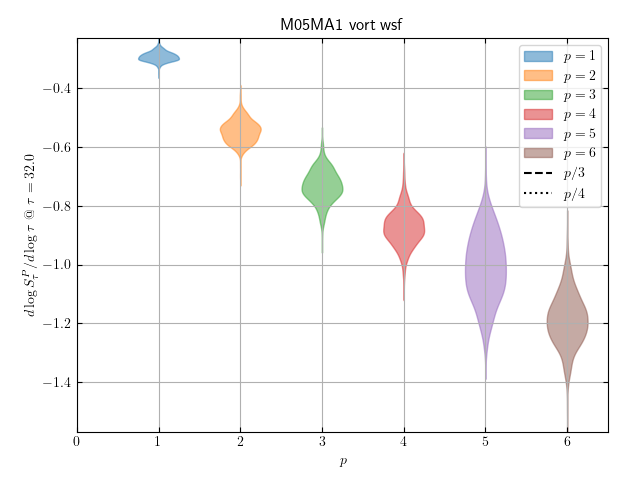 M05MA1 vort wsf
d log S_τ^P / d log τ @ τ = 32.0
−0.4
−0.6
−0.8
−1.0
−1.2
−1.4
0 1 2 3 4 5 6
p
p = 1
p = 2
p = 3
p = 4
p = 5
p = 6
p/3
p/4